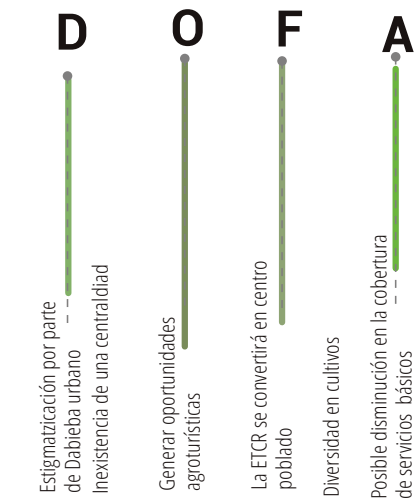 D
Estigmatzicación por parte
de Dabieba urbano
Inexistencia de una centraldiad
O
Generar oportunidades
agroturísticas
F
La ETCR se convertirá en centro
poblado
Diversidad en cultivos
A
Posible disminución en la cobertura
de servicios básicos